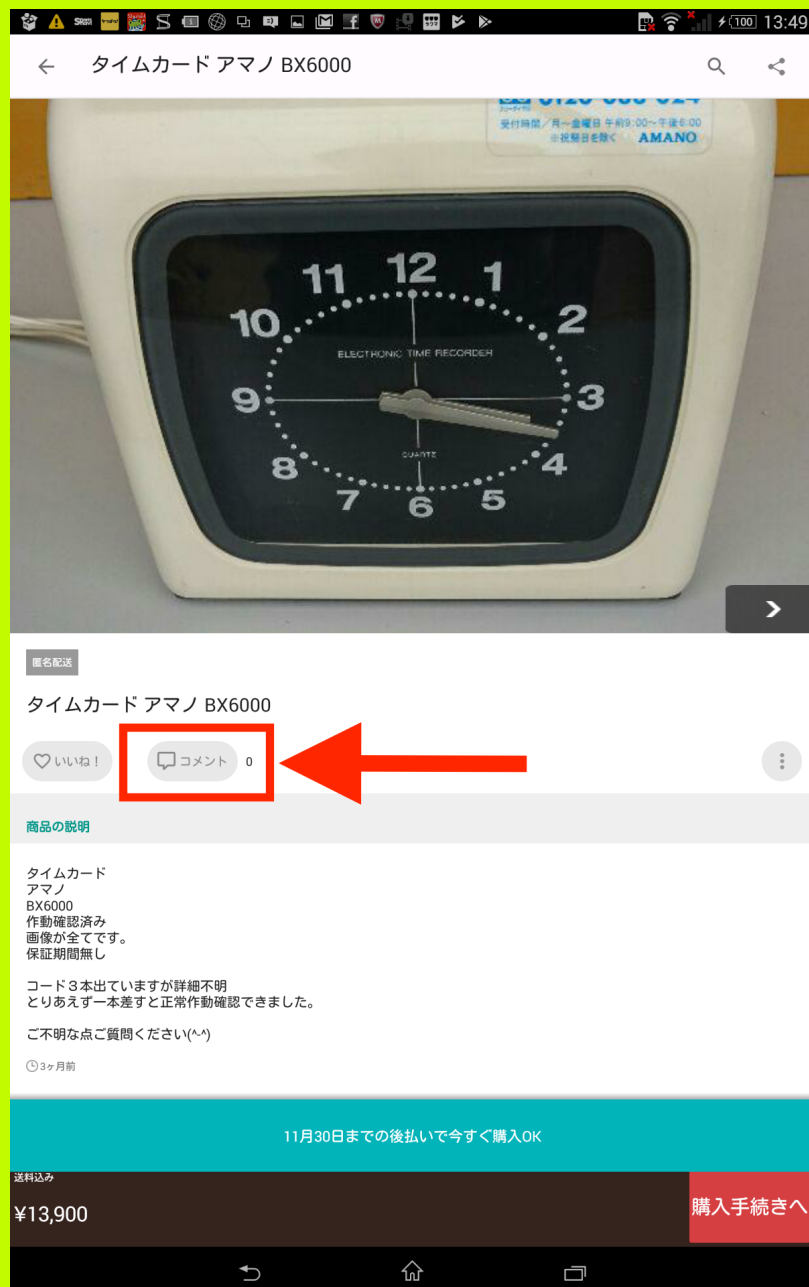 100 13:49
タイムカード アマノ BX6000
受付時間/月～金曜日 午前9:00～午後6:00
※祝祭日を除く AMANO
11 12 1
10 2
ELECTRONIC TIME RECORDER
9 3
QUARTZ
8 4
7 6 5
匿名配送
タイムカード アマノ BX6000
いいね！ コメント 0
商品の説明
タイムカード
アマノ
BX6000
作動確認済み
画像が全てです。
保証期間無し
コード３本出ていますが詳細不明
とりあえず一本差すと正常作動確認できました。
ご不明な点ご質問ください(^-^)
3ヶ月前
11月30日までの後払いで今すぐ購入OK
送料込み
¥13,900
購入手続きへ